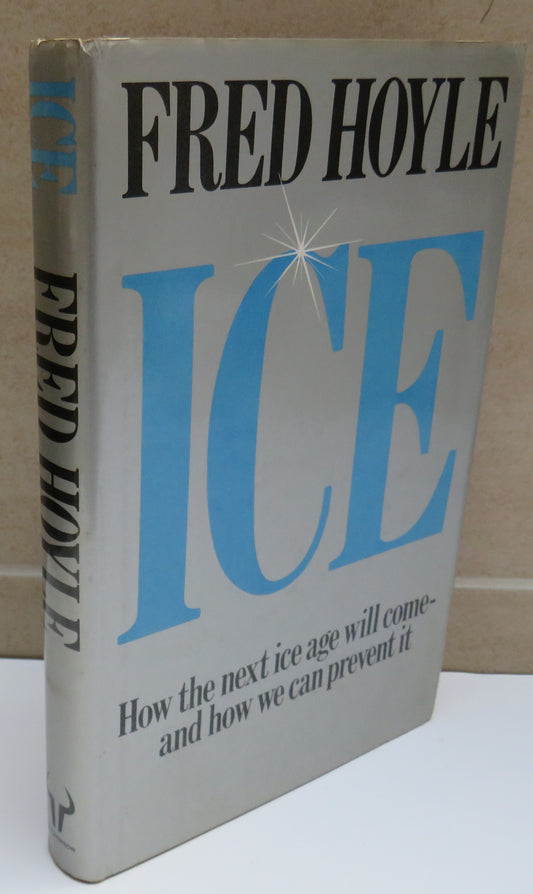 FRED HOYLE
ICE
How the next ice age will come-
and how we can prevent it
ICE
FRED HOYLE